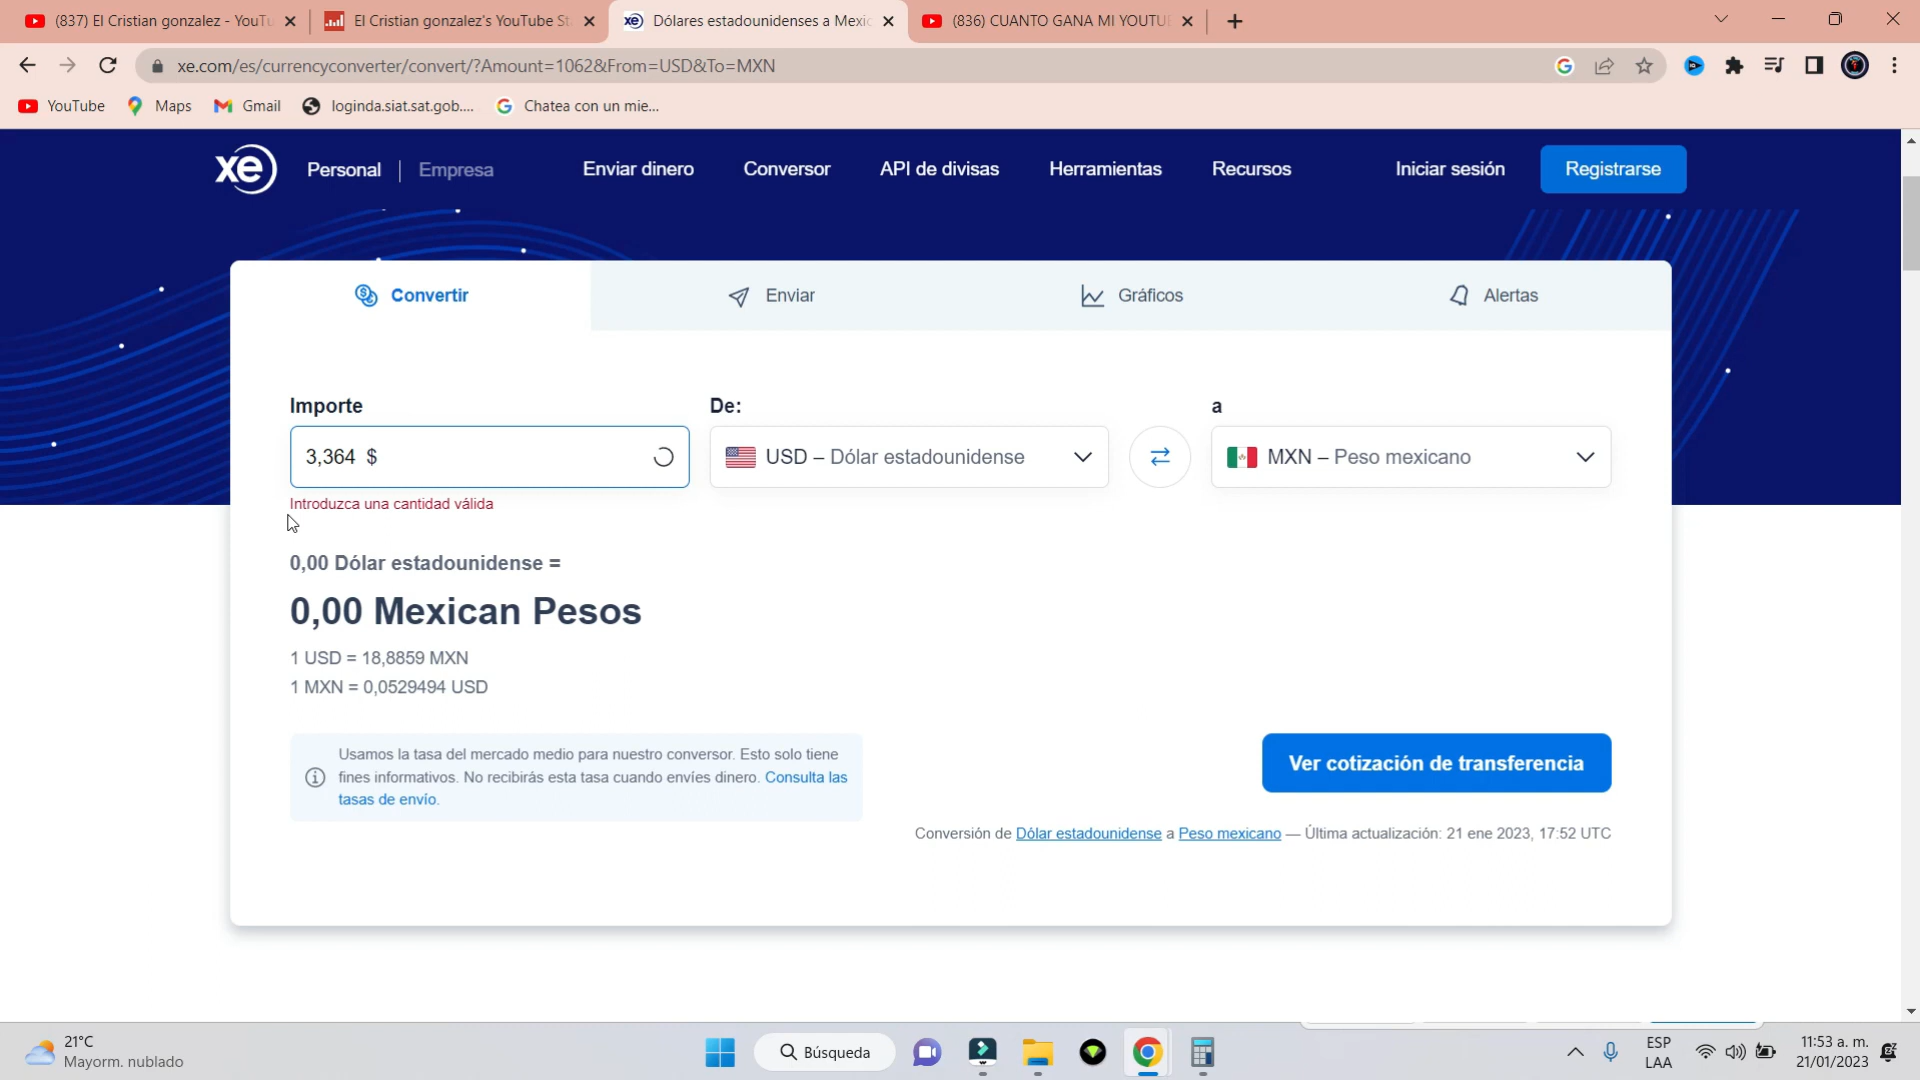 (837) El Cristian gonzalez - YouTu
El Cristian gonzalez's YouTube St
xe Dólares estadounidenses a Mexic
(836) CUANTO GANA MI YOUTUB
xe.com/es/currencyconverter/convert/?Amount=1062&From=USD&To=MXN
YouTube
Maps
Gmail
loginda.siat.sat.gob....
Chatea con un mie...
xe
Personal | Empresa
Enviar dinero
Conversor
API de divisas
Herramientas
Recursos
Iniciar sesión
Registrarse
Convertir
Enviar
Gráficos
Alertas
Importe
De:
a
3,364 $
USD – Dólar estadounidense
MXN – Peso mexicano
Introduzca una cantidad válida
0,00 Dólar estadounidense =
0,00 Mexican Pesos
1 USD = 18,8859 MXN
1 MXN = 0,0529494 USD
Usamos la tasa del mercado medio para nuestro conversor. Esto solo tiene
fines informativos. No recibirás esta tasa cuando envíes dinero. Consulta las
tasas de envío.
Ver cotización de transferencia
Conversión de Dólar estadounidense a Peso mexicano — Última actualización: 21 ene 2023, 17:52 UTC
21°C
Mayorm. nublado
Búsqueda
ESP
LAA
11:53 a. m.
21/01/2023